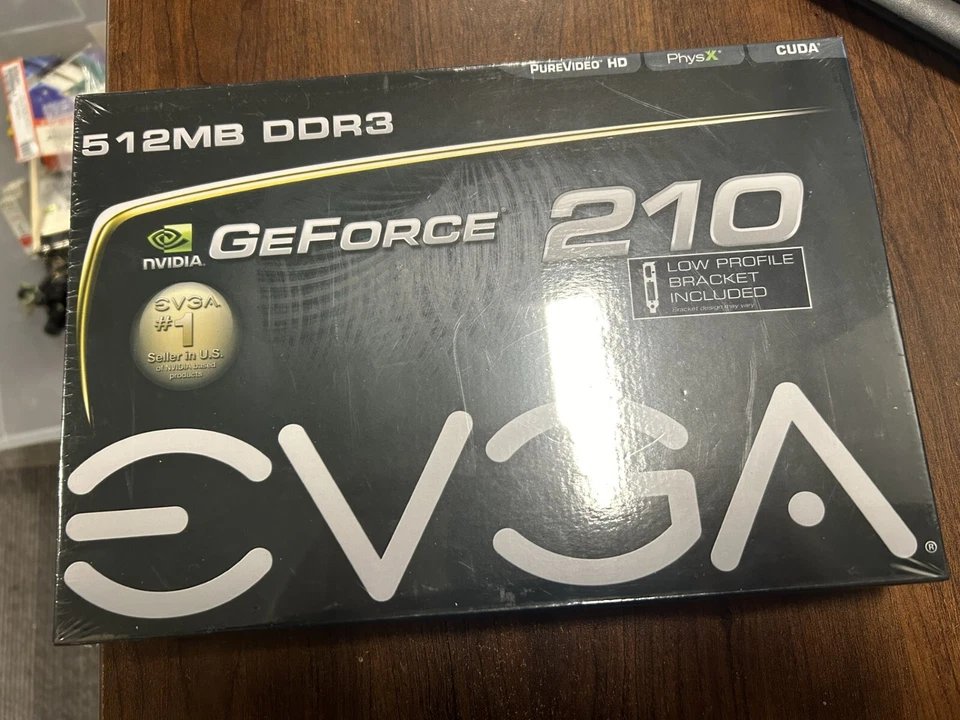 PUREVIDEO HD
PhysX
CUDA
512MB DDR3
NVIDIA
GEFORCE 210
LOW PROFILE
BRACKET
INCLUDED
Bracket design may vary
EVGA
#1
Seller in U.S.
of NVIDIA based
products
EVGA®